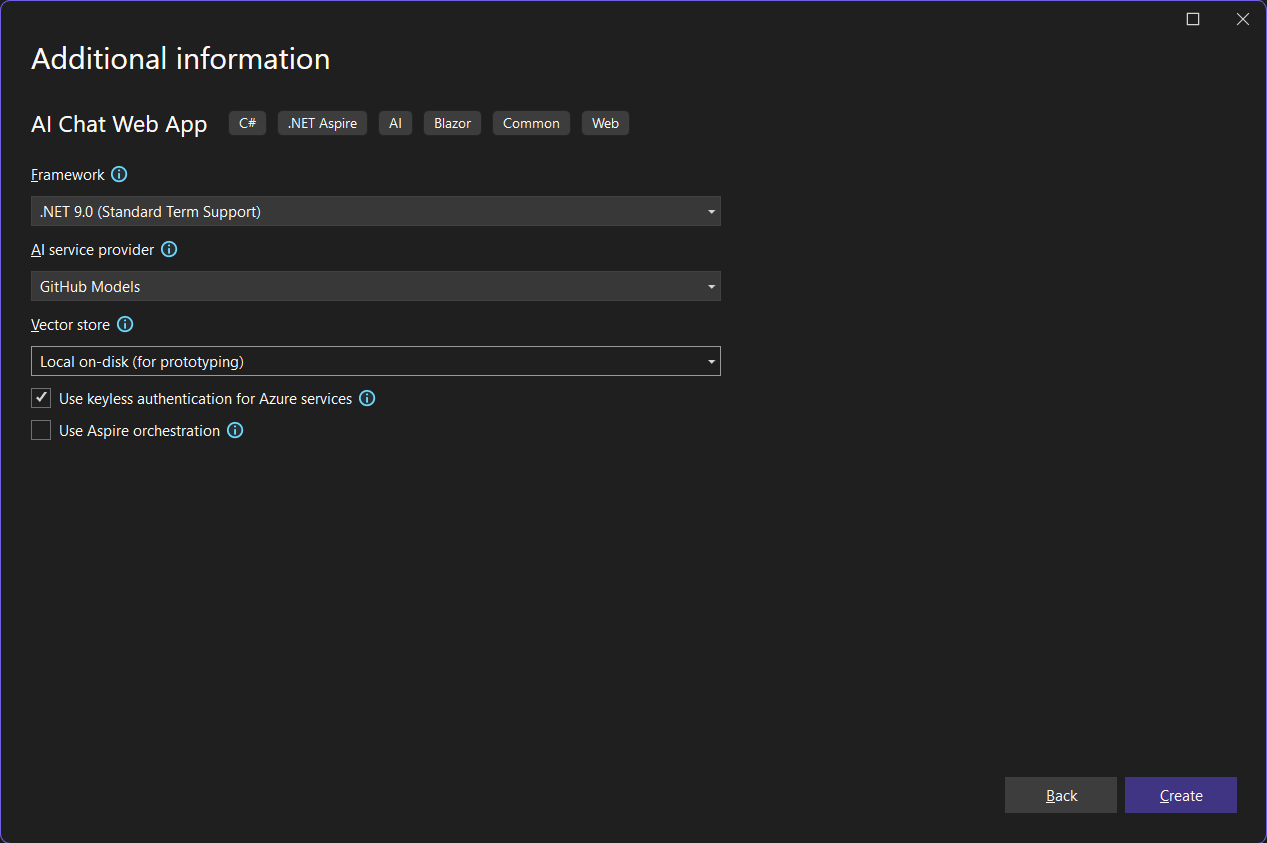 Additional information
AI Chat Web App C# .NET Aspire AI Blazor Common Web
Framework
.NET 9.0 (Standard Term Support)
AI service provider
GitHub Models
Vector store
Local on-disk (for prototyping)
Use keyless authentication for Azure services
Use Aspire orchestration
Back Create